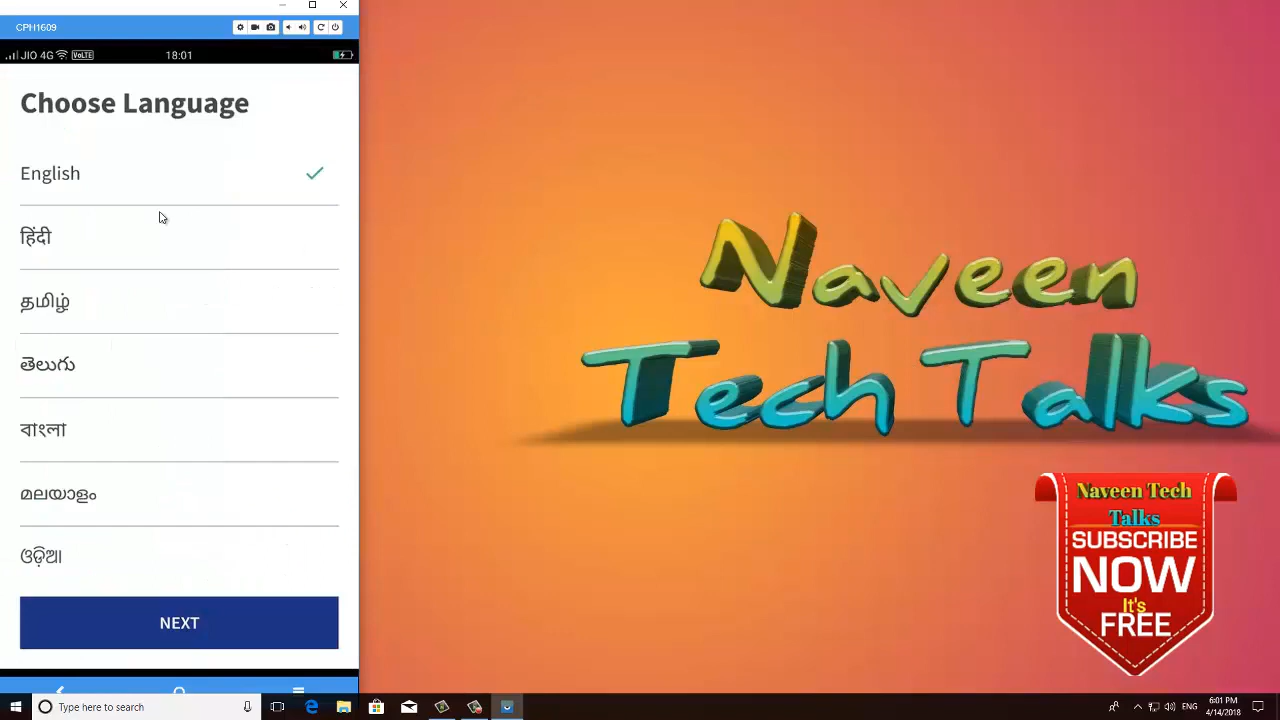 CPH1609
JIO 4G VoLTE 18:01
Choose Language
English
हिंदी
தமிழ்
తెలుగు
বাংলা
മലയാളം
ଓଡ଼ିଆ
NEXT
Naveen
Tech Talks
Naveen Tech
Talks
SUBSCRIBE
NOW
It's
FREE
Type here to search
ENG
6:01 PM
4/14/2018